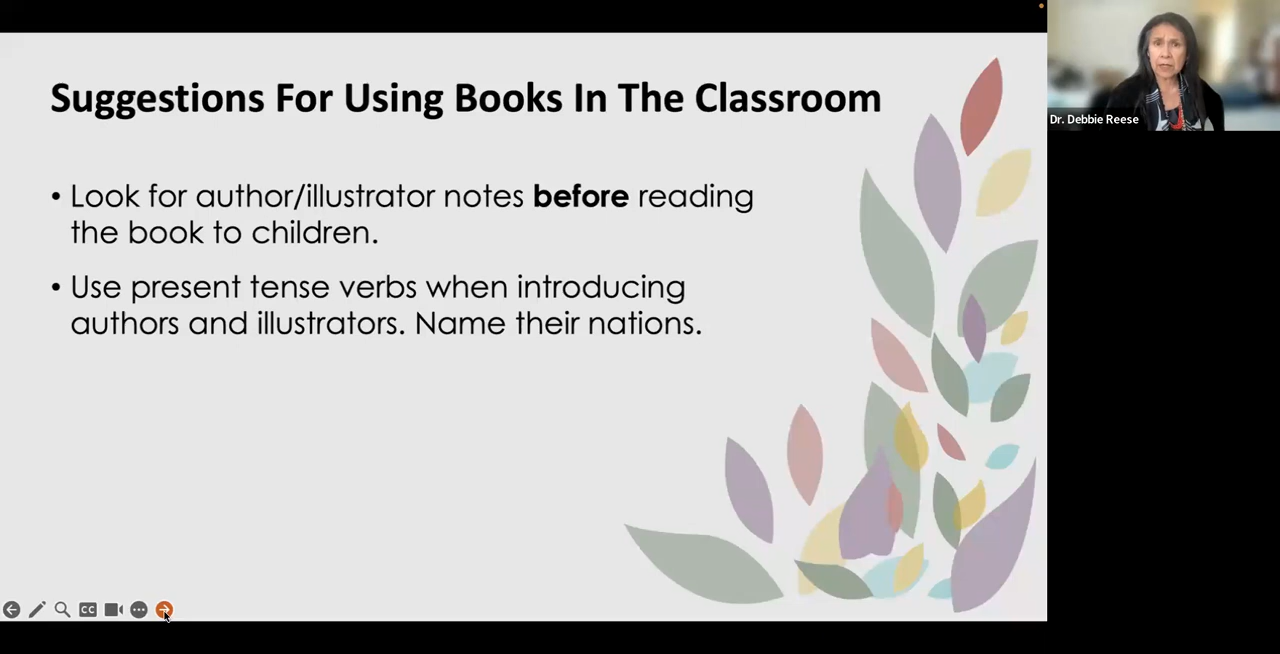 Suggestions For Using Books In The Classroom
• Look for author/illustrator notes before reading
the book to children.
• Use present tense verbs when introducing
authors and illustrators. Name their nations.
Dr. Debbie Reese
CC